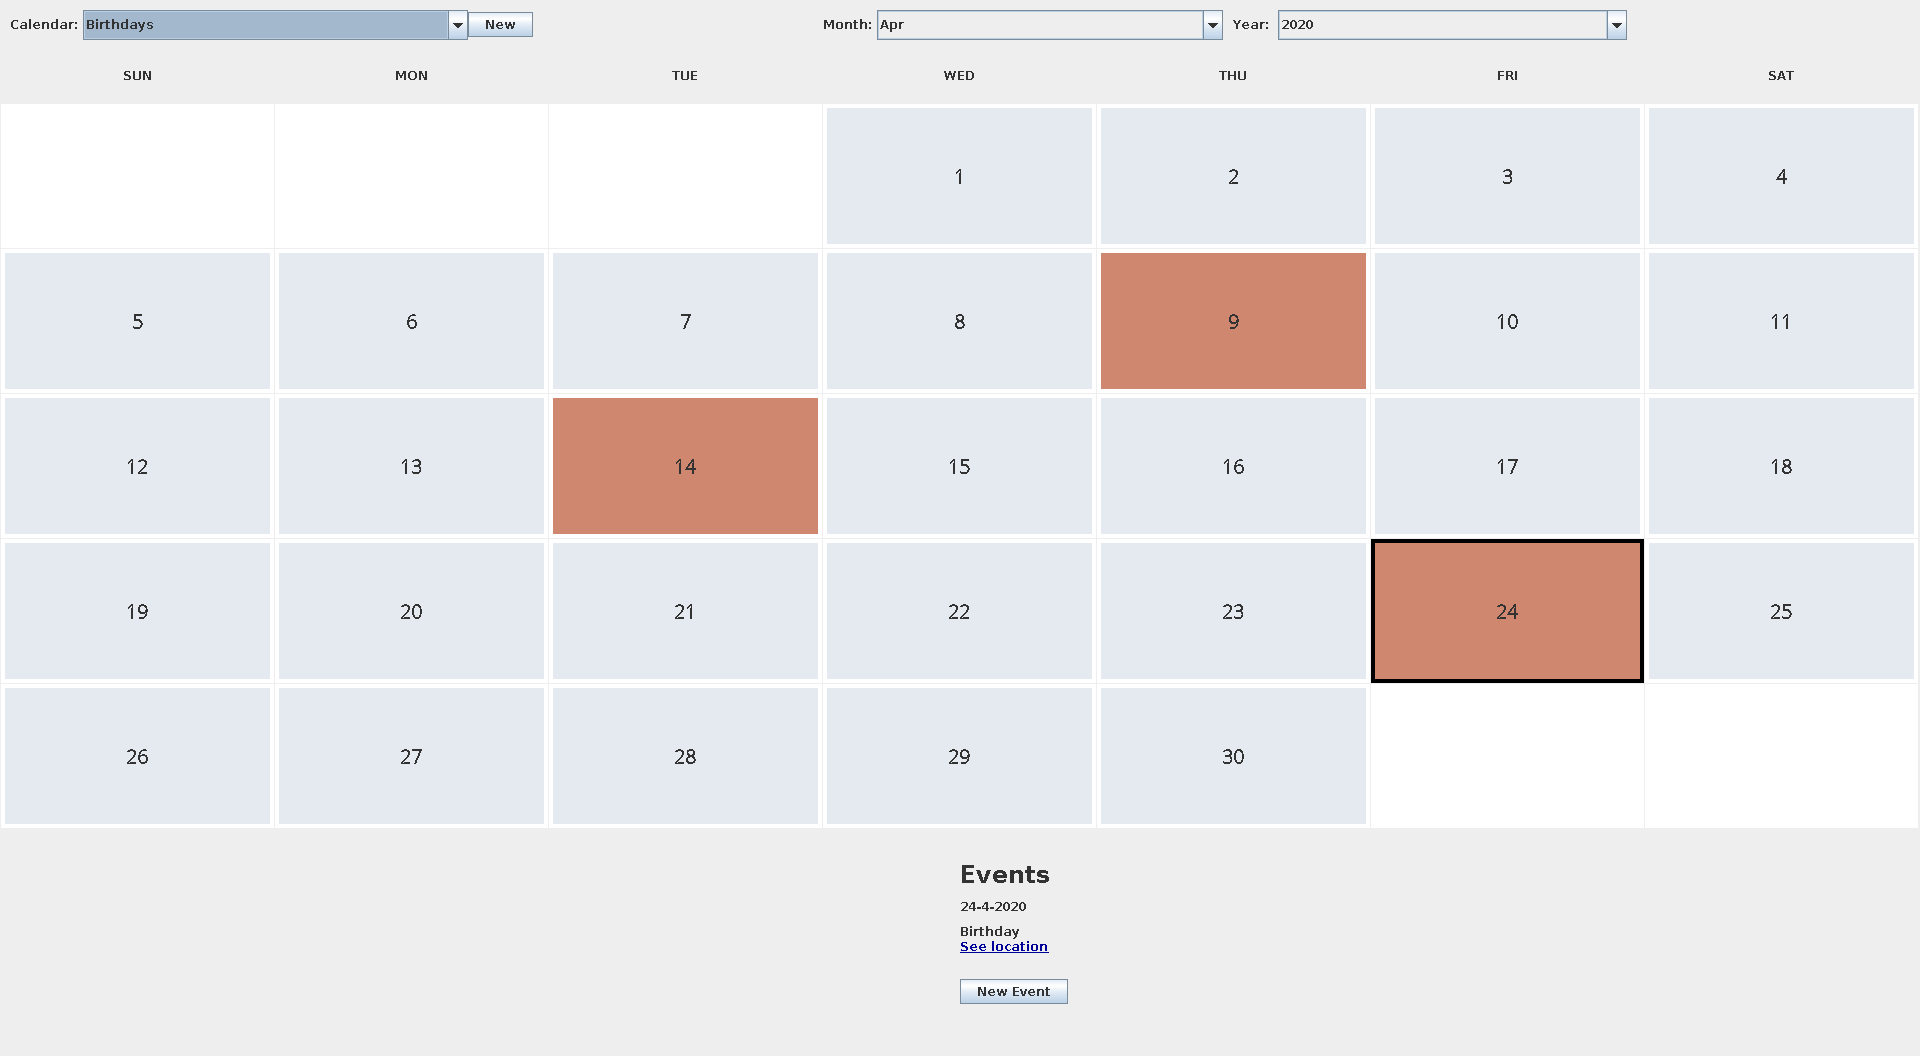 Calendar: Birthdays New Month: Apr Year: 2020
SUN MON TUE WED THU FRI SAT
1 2 3 4
5 6 7 8 9 10 11
12 13 14 15 16 17 18
19 20 21 22 23 24 25
26 27 28 29 30
Events
24-4-2020
Birthday
See location
New Event